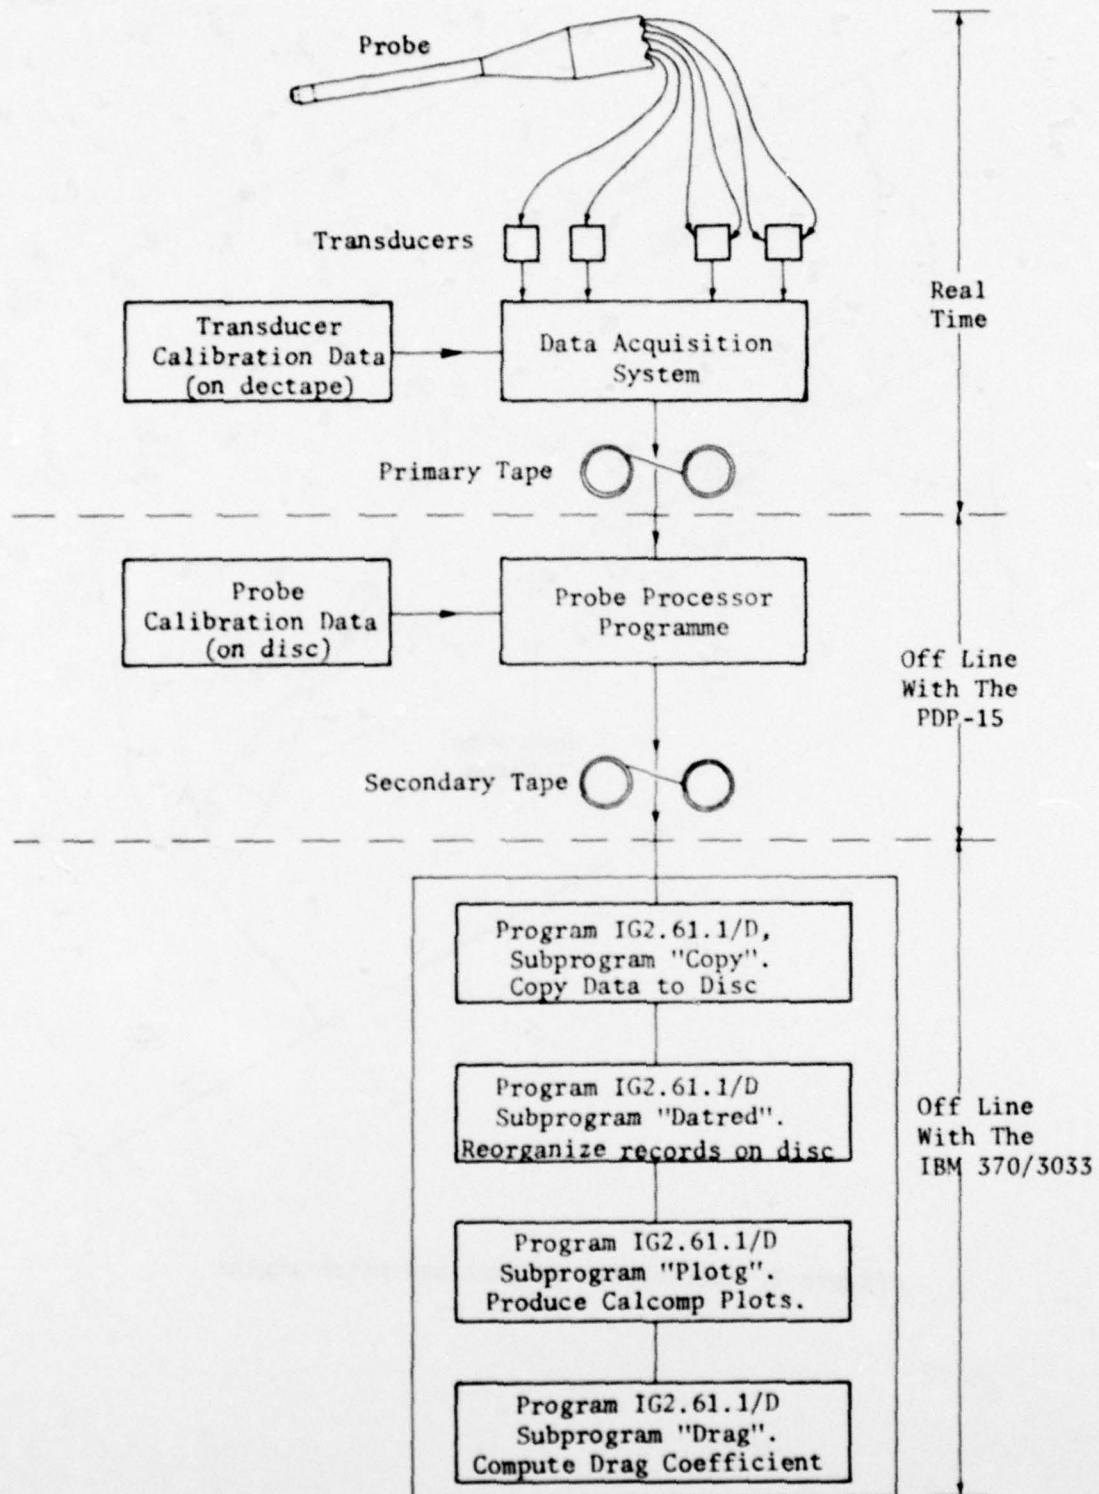 Probe
Transducers
Real
Time
Transducer
Calibration Data
(on dectape)
Data Acquisition
System
Primary Tape
Probe
Calibration Data
(on disc)
Probe Processor
Programme
Off Line
With The
PDP-15
Secondary Tape
Program IG2.61.1/D,
Subprogram "Copy".
Copy Data to Disc
Program IG2.61.1/D
Subprogram "Datred".
Reorganize records on disc
Off Line
With The
IBM 370/3033
Program IG2.61.1/D
Subprogram "Plotg".
Produce Calcomp Plots.
Program IG2.61.1/D
Subprogram "Drag".
Compute Drag Coefficient